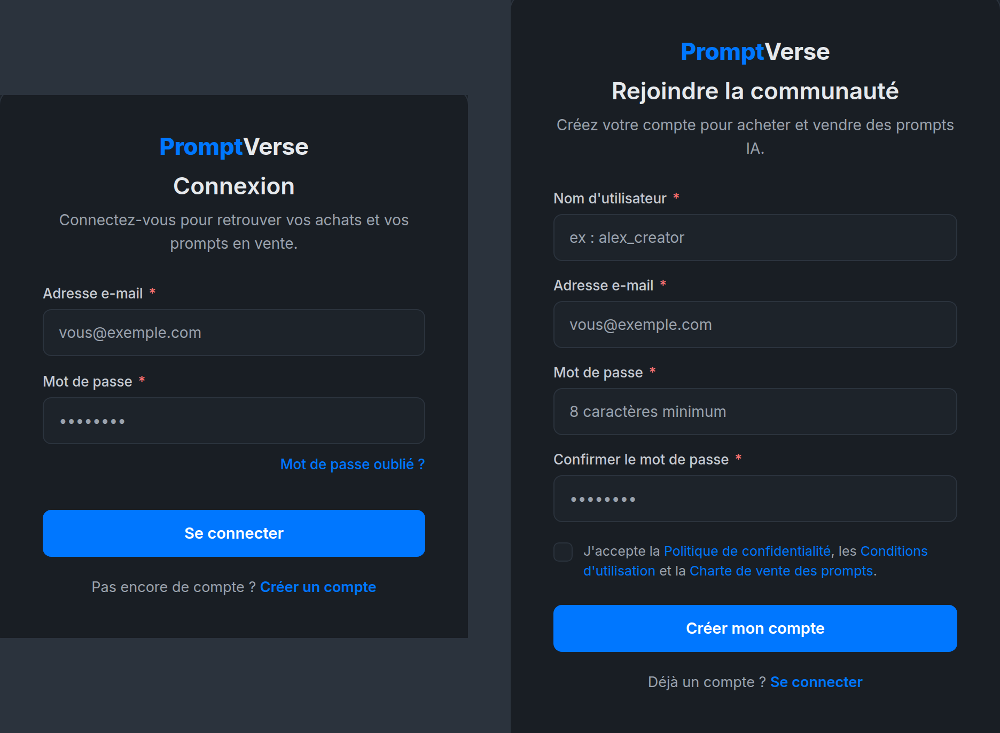 PromptVerse
Connexion
Connectez-vous pour retrouver vos achats et vos
prompts en vente.
Adresse e-mail *
vous@exemple.com
Mot de passe *
••••••••
Mot de passe oublié ?
Se connecter
Pas encore de compte ? Créer un compte
PromptVerse
Rejoindre la communauté
Créez votre compte pour acheter et vendre des prompts
IA.
Nom d'utilisateur *
ex : alex_creator
Adresse e-mail *
vous@exemple.com
Mot de passe *
8 caractères minimum
Confirmer le mot de passe *
••••••••
J'accepte la Politique de confidentialité, les Conditions
d'utilisation et la Charte de vente des prompts.
Créer mon compte
Déjà un compte ? Se connecter